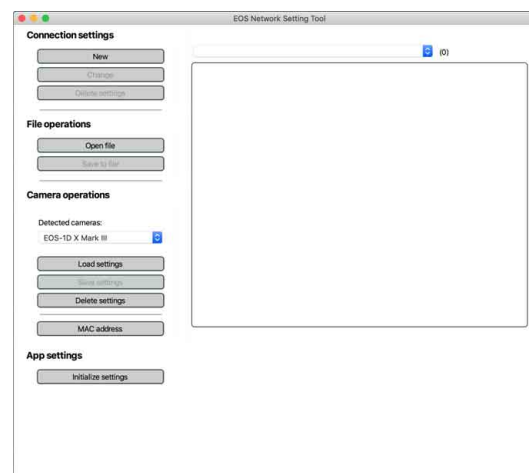 EOS Network Setting Tool
Connection settings
New
(0)
Change
Delete settings
File operations
Open file
Save to file
Camera operations
Detected cameras:
EOS-1D X Mark III
Load settings
Save settings
Delete settings
MAC address
App settings
Initialize settings